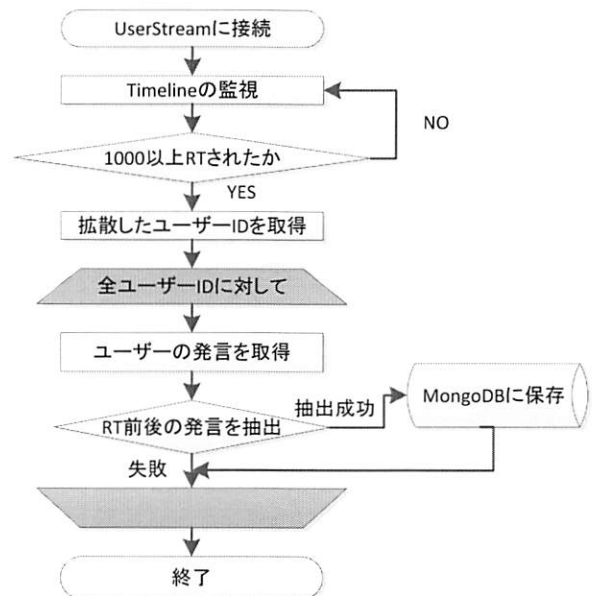 UserStreamに接続
Timelineの監視
NO
1000以上RTされたか
YES
拡散したユーザーIDを取得
全ユーザーIDに対して
ユーザーの発言を取得
抽出成功
MongoDBに保存
RT前後の発言を抽出
失敗
終了